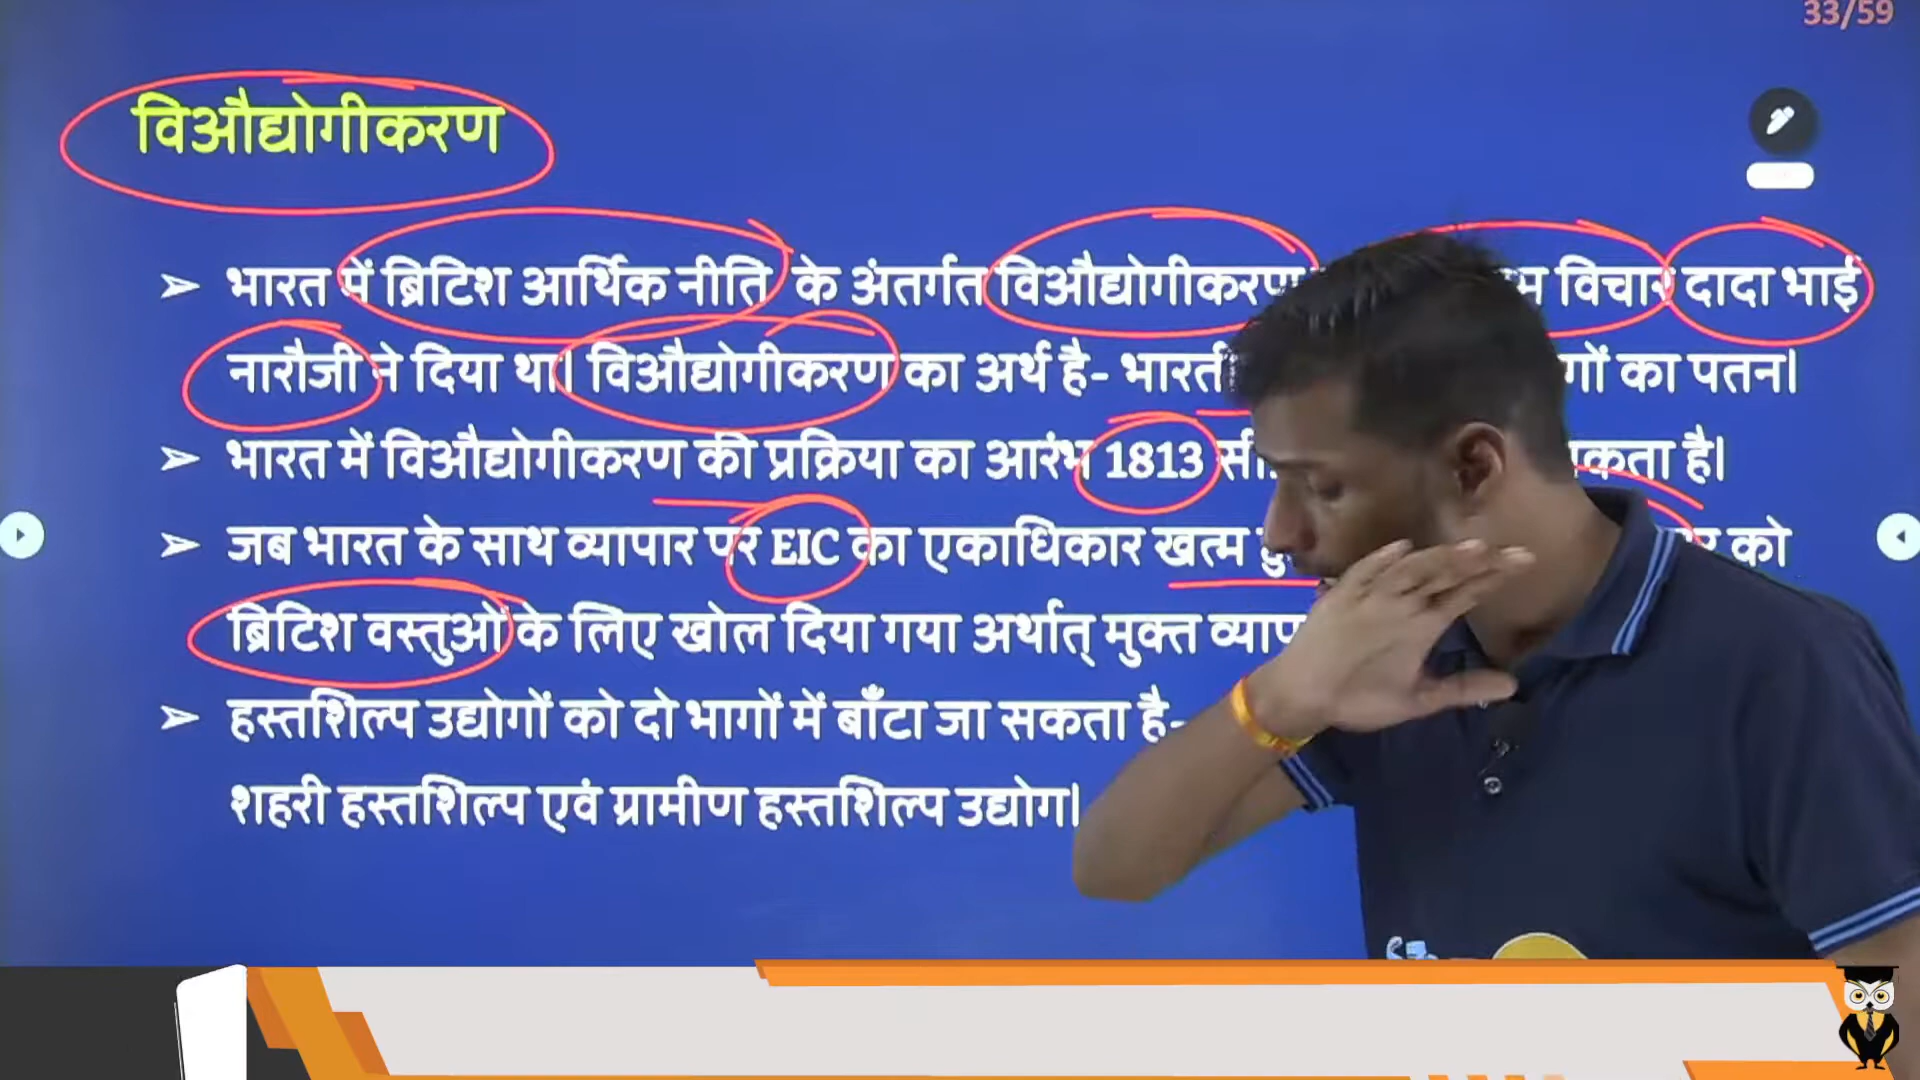 33/59
विऔद्योगीकरण
➢ भारत में ब्रिटिश आर्थिक नीति के अंतर्गत विऔद्योगीकरण विचार दादा भाई
नारौजी ने दिया था। विऔद्योगीकरण का अर्थ है- का पतन।
➢ भारत में विऔद्योगीकरण की प्रक्रिया का आरंभ 1813 है।
➢ जब भारत के साथ व्यापार पर EIC का एकाधिकार खत्म को
ब्रिटिश वस्तुओं के लिए खोल दिया गया अर्थात् मुक्त
➢ हस्तशिल्प उद्योगों को दो भागों में बाँटा जा सकता है-
शहरी हस्तशिल्प एवं ग्रामीण हस्तशिल्प उद्योग।